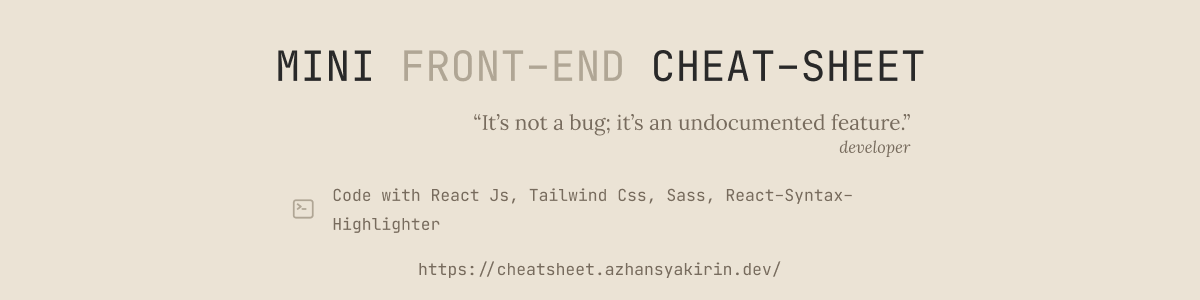 MINI FRONT-END CHEAT-SHEET
“It’s not a bug; it’s an undocumented feature.”
developer
Code with React Js, Tailwind Css, Sass, React-Syntax-
Highlighter
https://cheatsheet.azhansyakirin.dev/